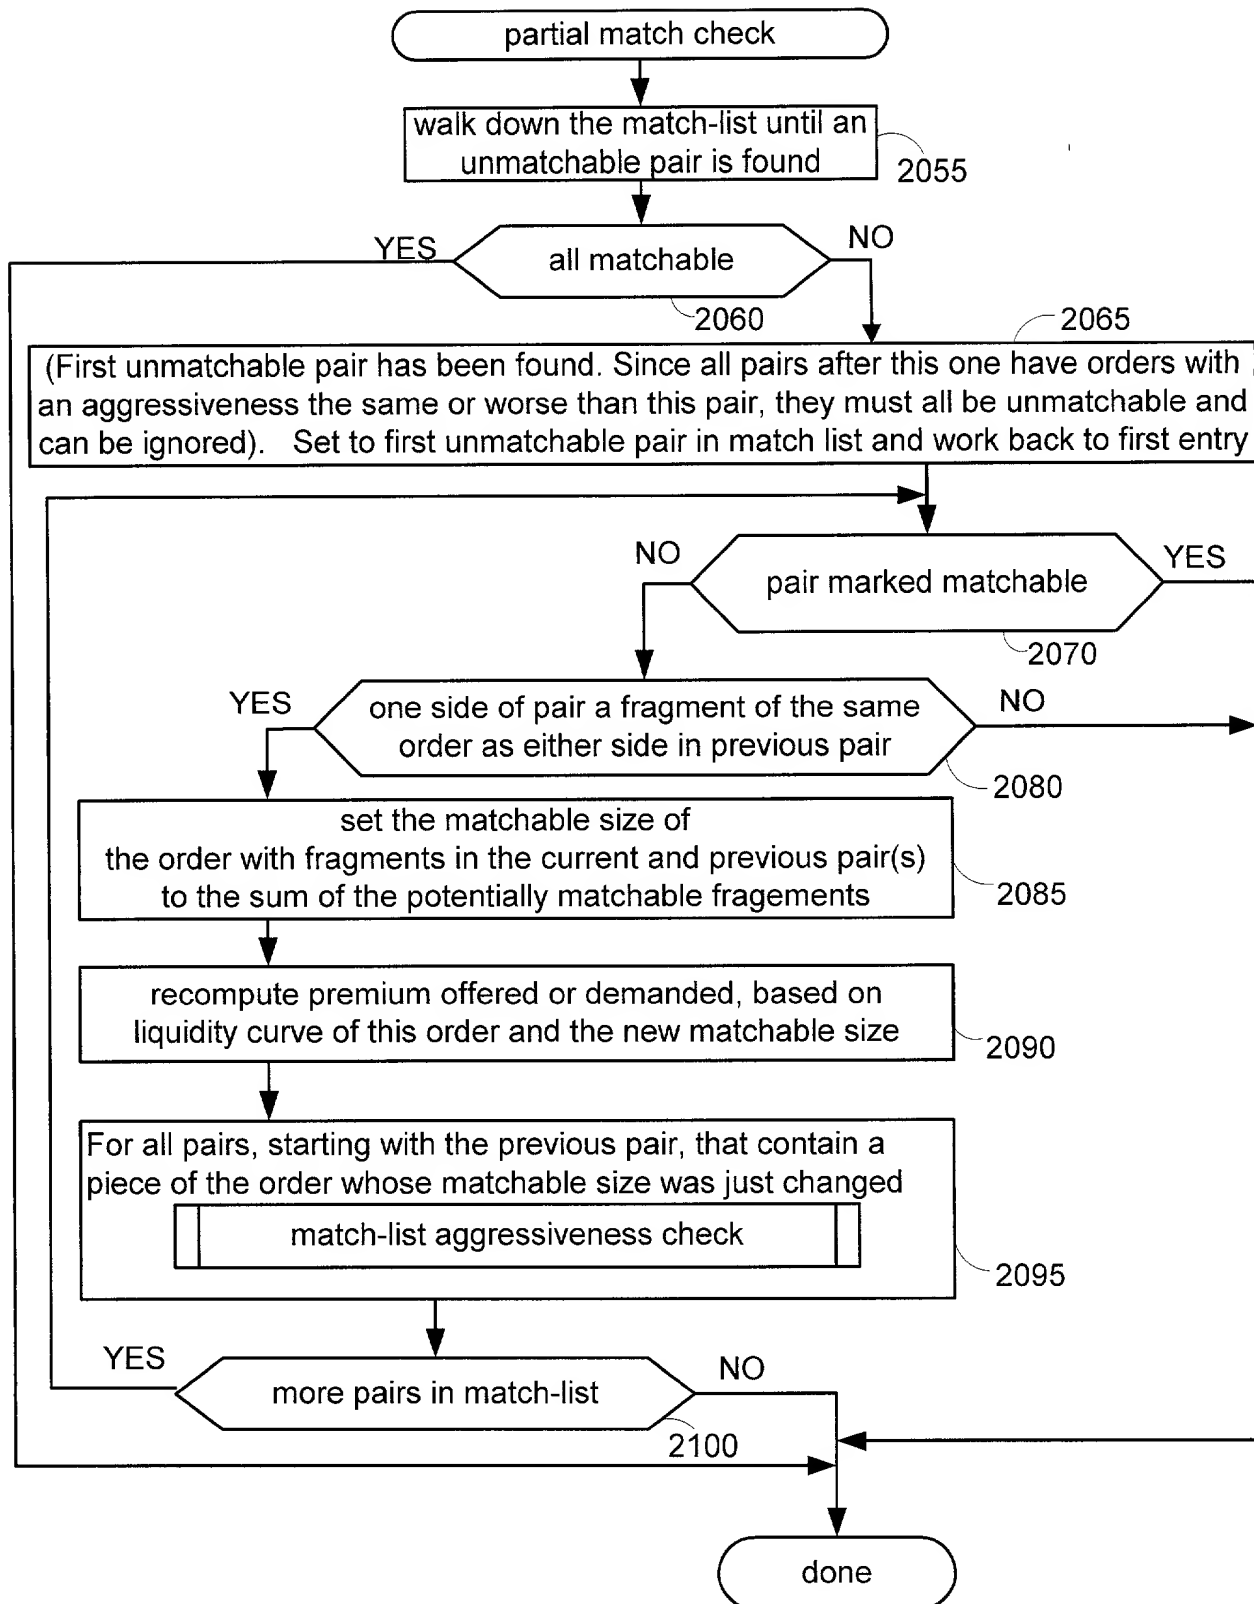 partial match check
walk down the match-list until an
unmatchable pair is found
2055
YES
NO
all matchable
2060
2065
(First unmatchable pair has been found. Since all pairs after this one have orders with
an aggressiveness the same or worse than this pair, they must all be unmatchable and
can be ignored). Set to first unmatchable pair in match list and work back to first entry
NO
YES
pair marked matchable
2070
YES
NO
one side of pair a fragment of the same
order as either side in previous pair
2080
set the matchable size of
the order with fragments in the current and previous pair(s)
to the sum of the potentially matchable fragements
2085
recompute premium offered or demanded, based on
liquidity curve of this order and the new matchable size
2090
For all pairs, starting with the previous pair, that contain a
piece of the order whose matchable size was just changed
match-list aggressiveness check
2095
YES
NO
more pairs in match-list
2100
done